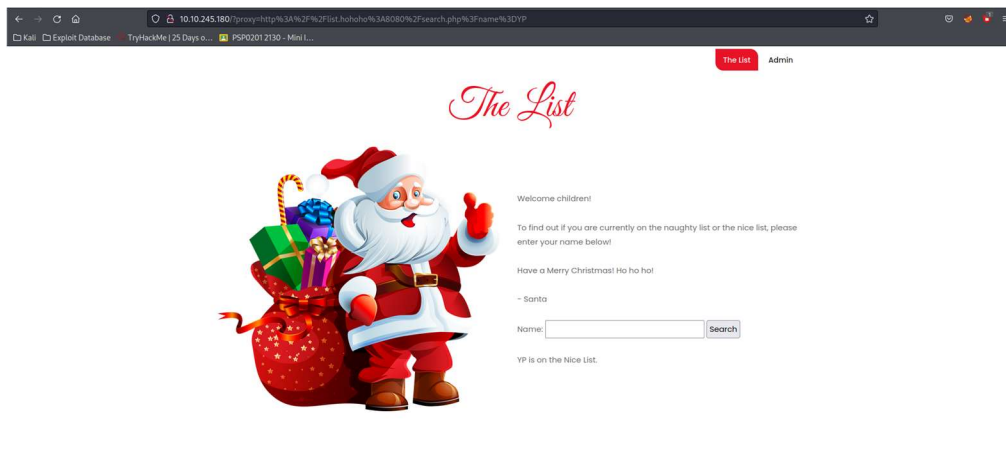 10.10.245.180/?proxy=http%3A%2F%2Flist.hohoho%3A8080%2Fsearch.php%3Fname%3DYP
Kali Exploit Database TryHackMe | 25 Days o... PSP0201 2130 - Mini I...
The List Admin
The List
Welcome children!
To find out if you are currently on the naughty list or the nice list, please
enter your name below!
Have a Merry Christmas! Ho ho ho!
- Santa
Name: Search
YP is on the Nice List.